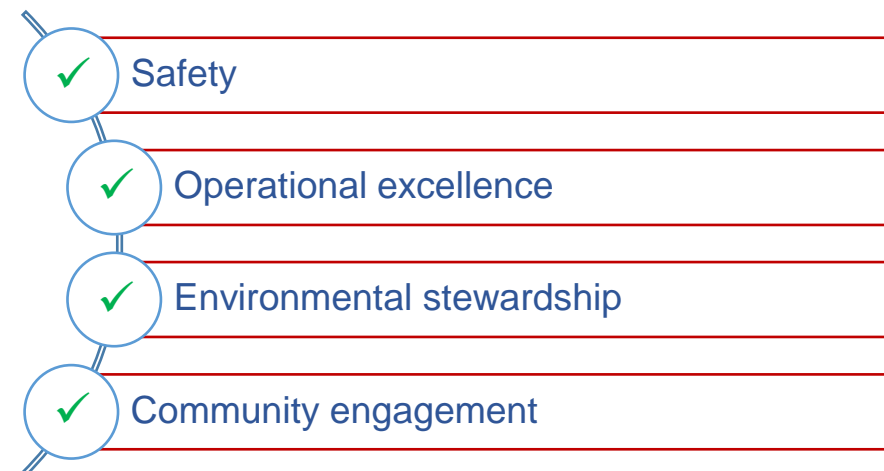 Safety
Operational excellence
Environmental stewardship
Community engagement